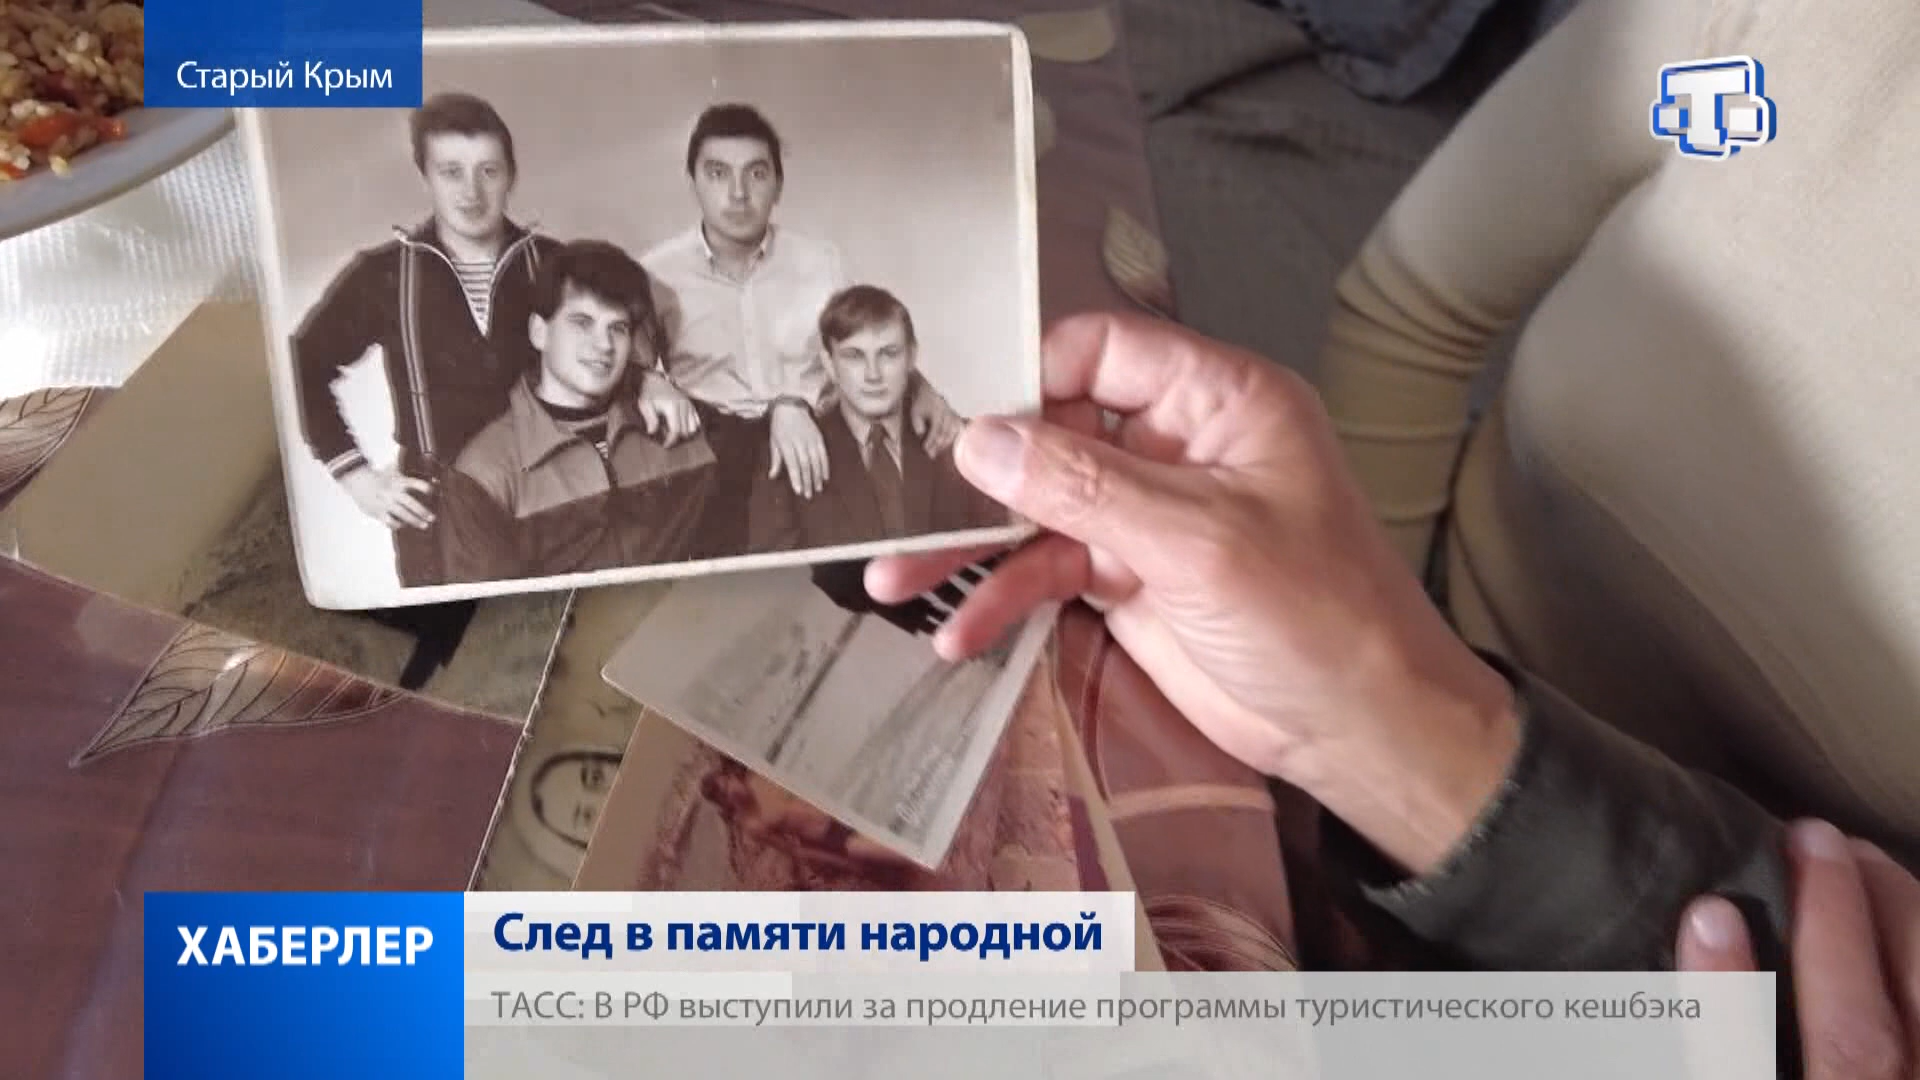 Старый Крым
Т
ХАБЕРЛЕР
След в памяти народной
ТАСС: В РФ выступили за продление программы туристического кешбэка